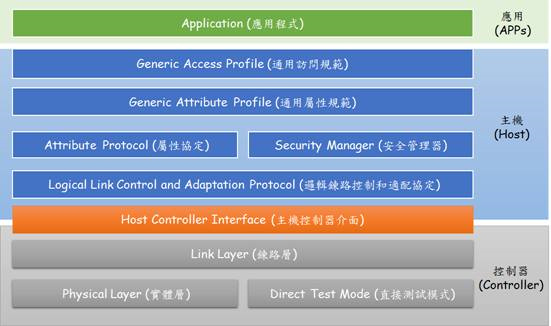 Application (應用程式)
應用
(APPs)
Generic Access Profile (通用訪問規範)
Generic Attribute Profile (通用屬性規範)
主機
(Host)
Attribute Protocol (屬性協定)
Security Manager (安全管理器)
Logical Link Control and Adaptation Protocol (邏輯鍊路控制和適配協定)
Host Controller Interface (主機控制器介面)
Link Layer (鍊路層)
控制器
(Controller)
Physical Layer (實體層)
Direct Test Mode (直接測試模式)